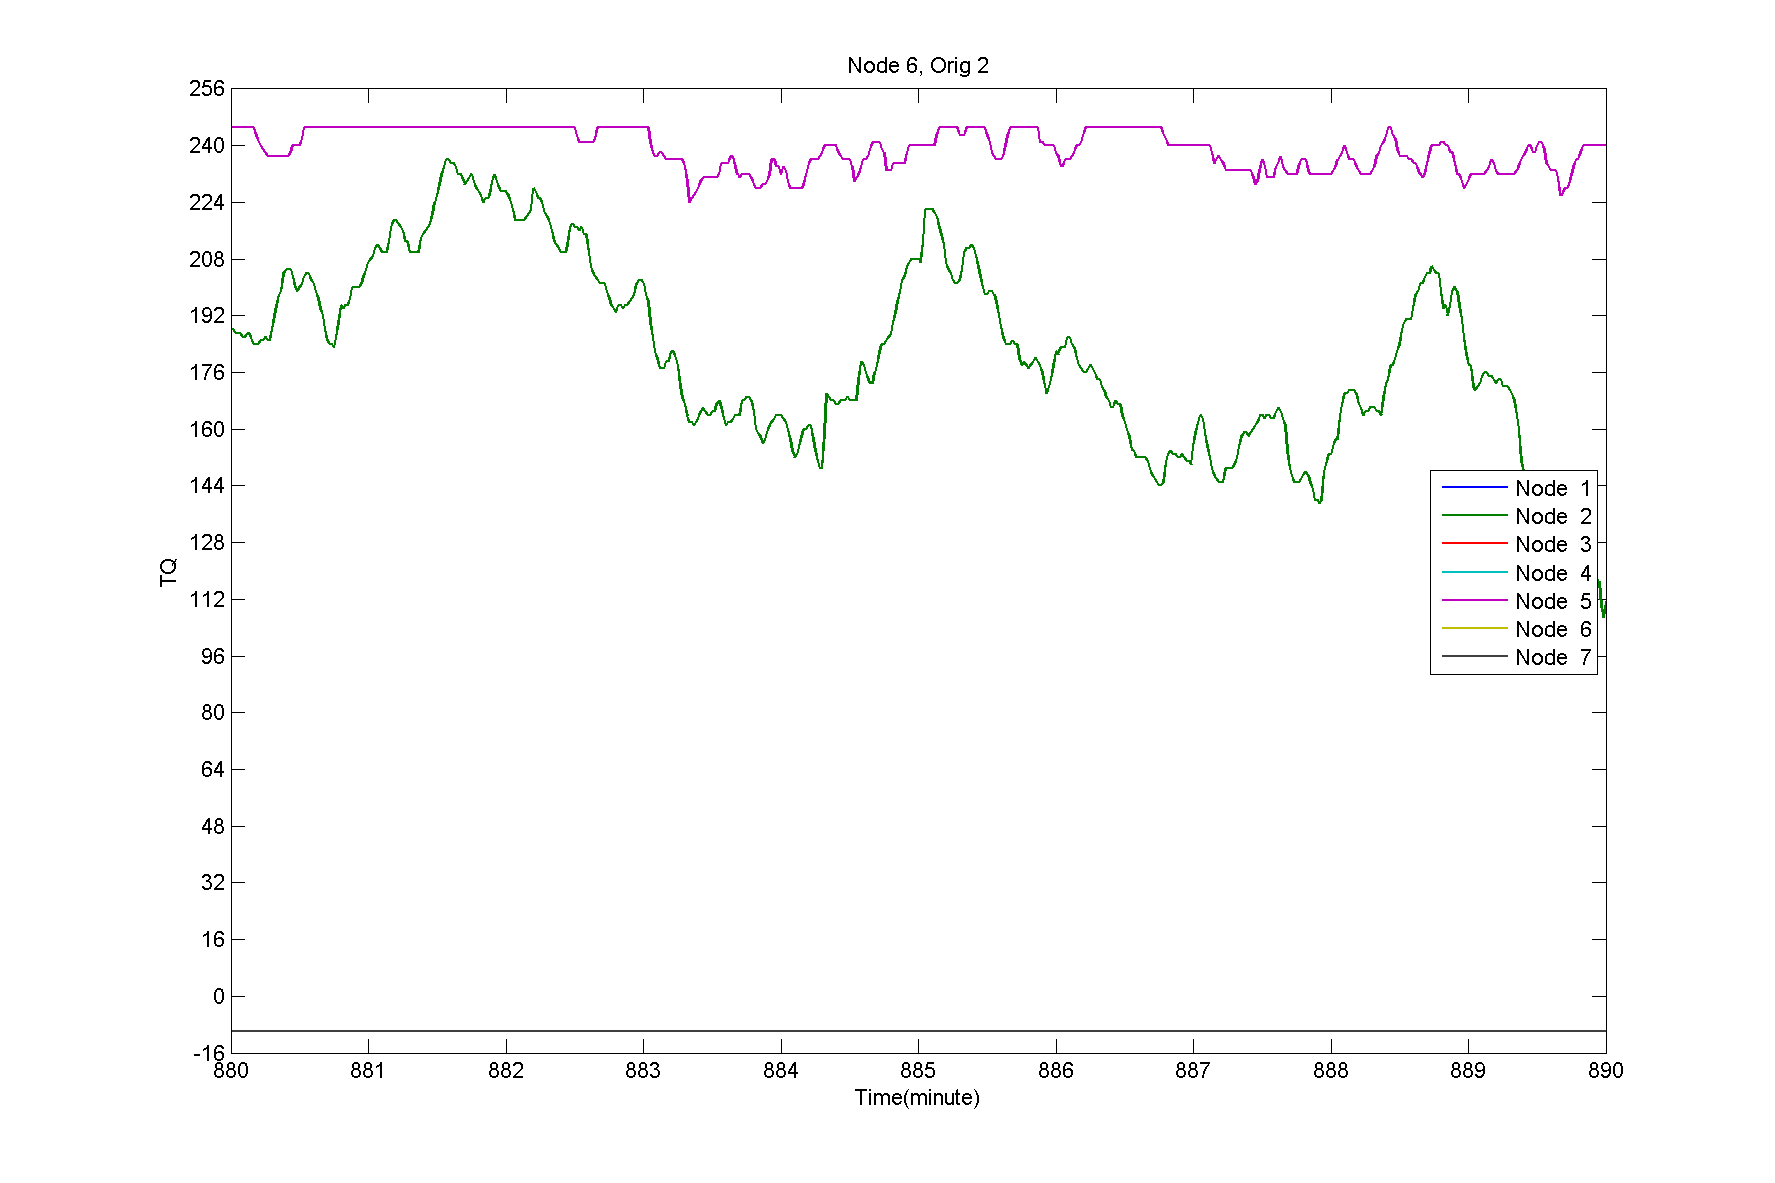 Node 6, Orig 2
256
240
224
208
192
176
160
144
128
112
96
80
64
48
32
16
0
-16
TQ
Node 1
Node 2
Node 3
Node 4
Node 5
Node 6
Node 7
880 881 882 883 884 885 886 887 888 889 890
Time(minute)